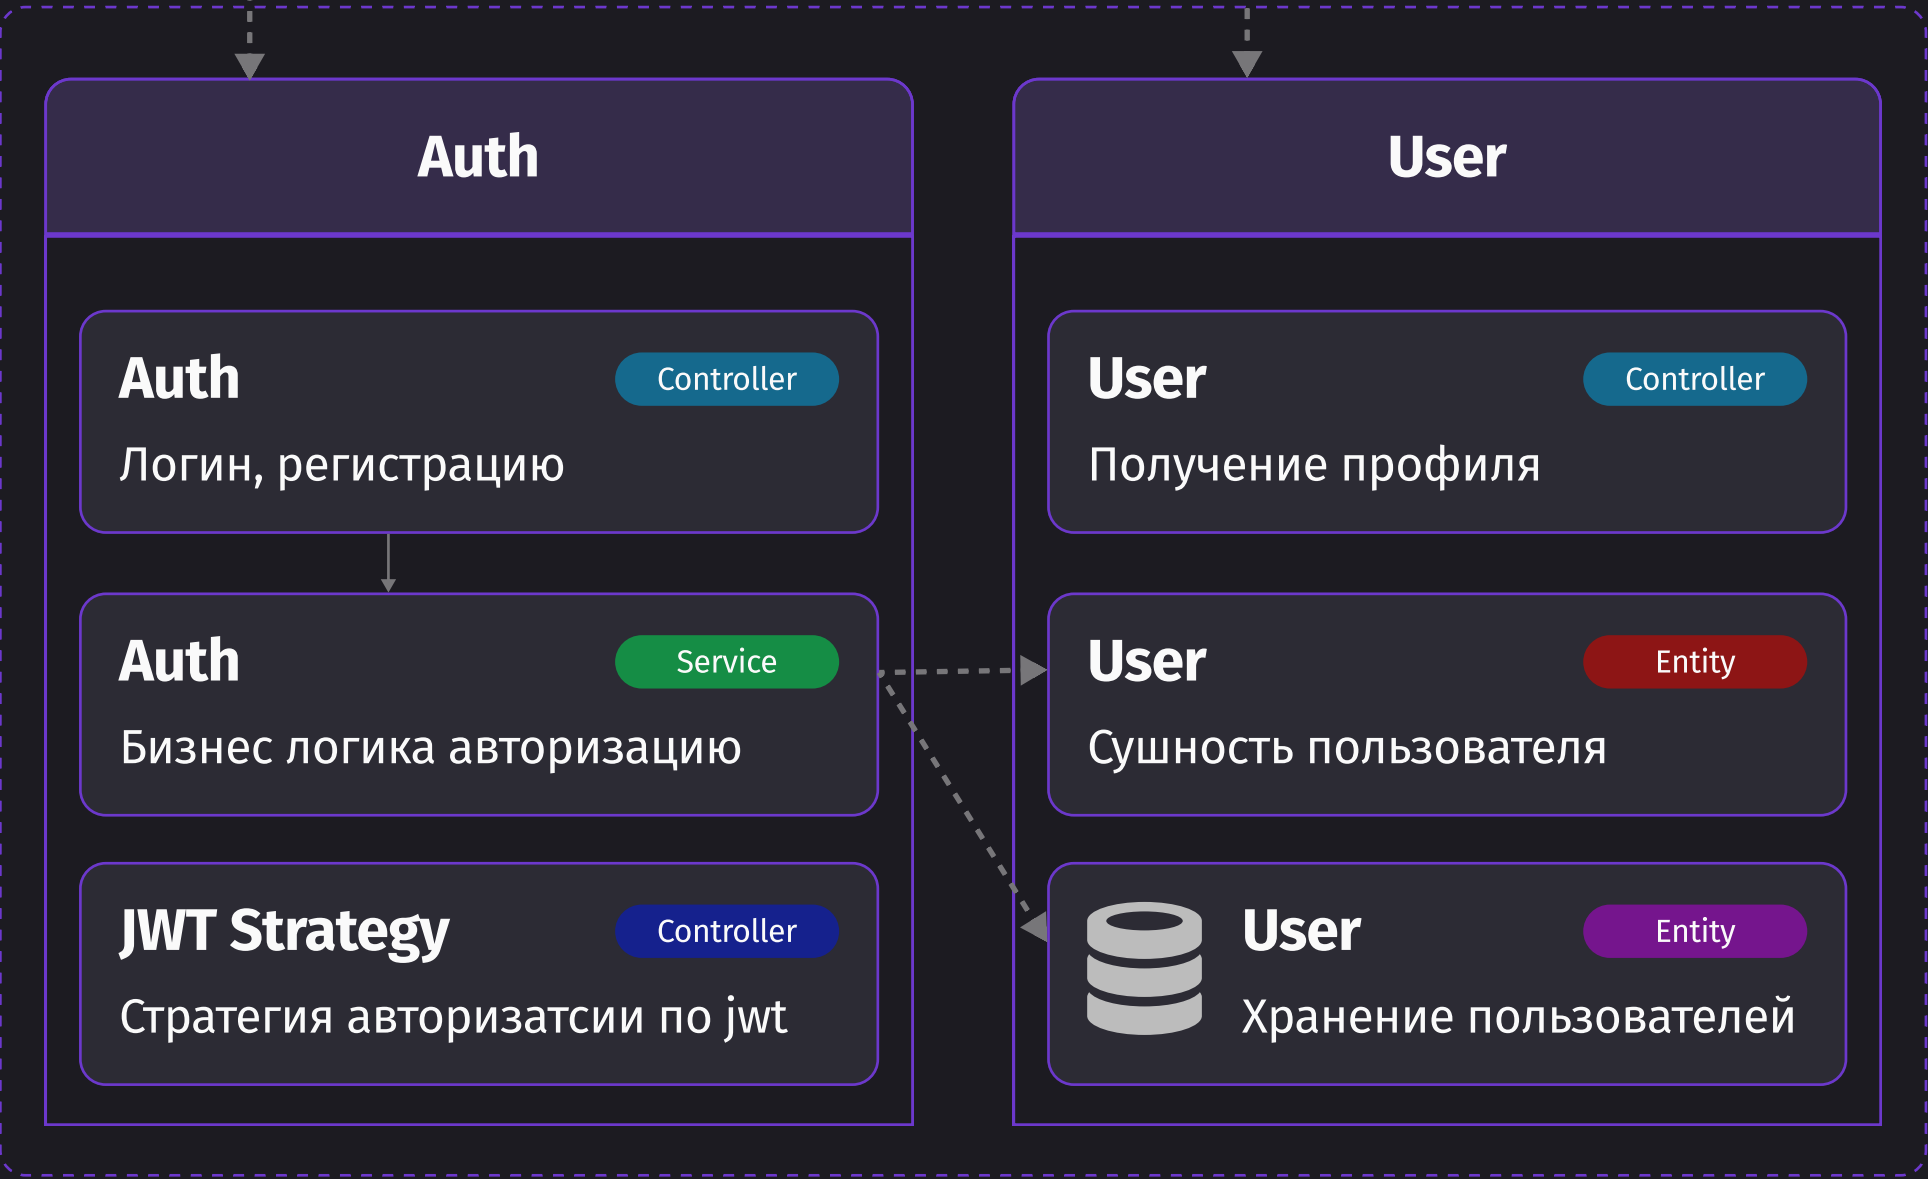 Auth
Auth
Controller
Логин, регистрацию
Auth
Service
Бизнес логика авторизацию
JWT Strategy
Controller
Стратегия авторизатсии по jwt
User
User
Controller
Получение профиля
User
Entity
Сушность пользователя
User
Entity
Хранение пользователей